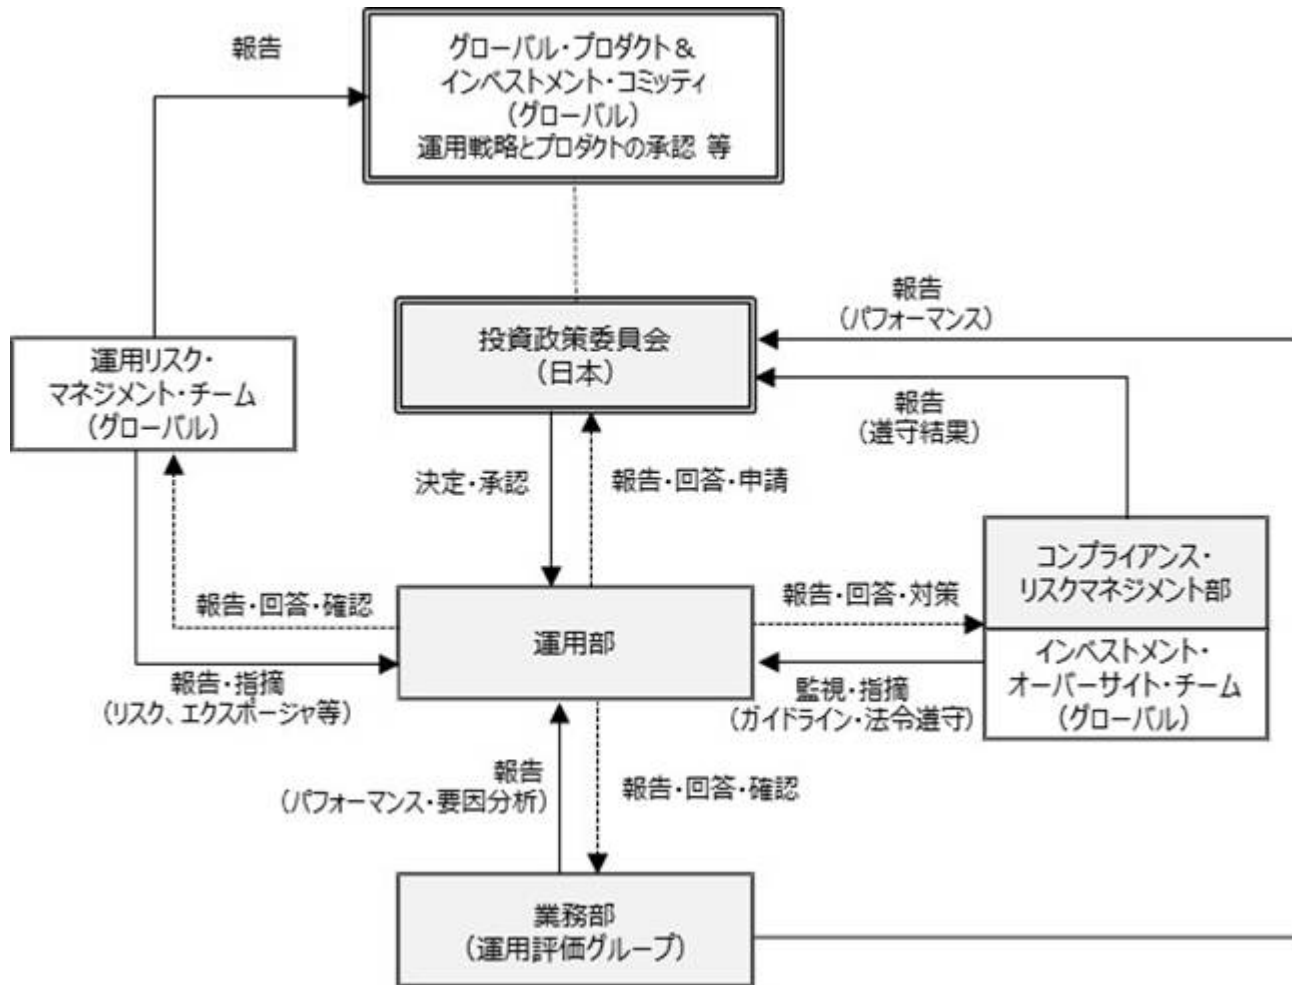 報告
グローバル・プロダクト＆
インベストメント・コミッティ
（グローバル）
運用戦略とプロダクトの承認 等
報告
（パフォーマンス）
投資政策委員会
（日本）
運用リスク・
マネジメント・チーム
（グローバル）
報告
（遵守結果）
決定・承認
報告・回答・申請
コンプライアンス・
リスクマネジメント部
報告・回答・確認
報告・回答・対策
運用部
インベストメント・
オーバーサイト・チーム
（グローバル）
報告・指摘
（リスク、エクスポージャ等）
監視・指摘
（ガイドライン・法令遵守）
報告
（パフォーマンス・要因分析）
報告・回答・確認
業務部
（運用評価グループ）